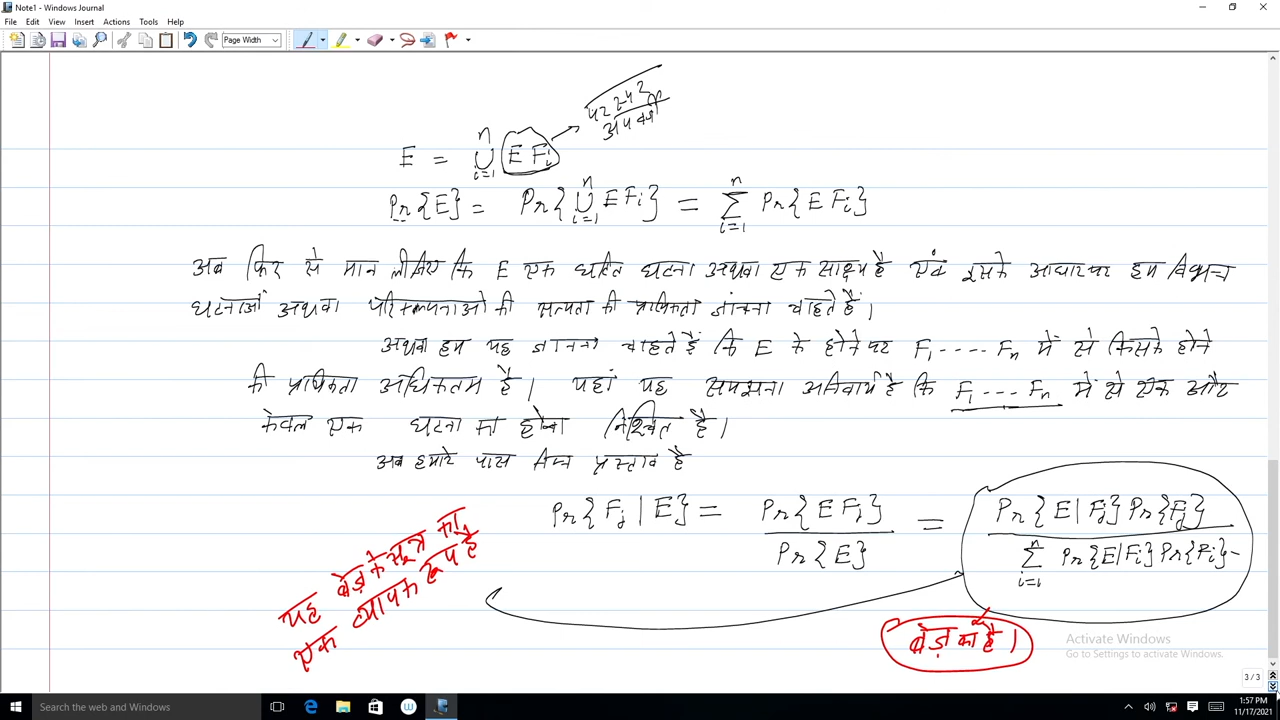 Note1 - Windows Journal
File Edit View Insert Actions Tools Help
Page Width
परस्पर
अपवर्जी
E = ∪ᵢ₌₁ⁿ E Fᵢ
Pr{E} = Pr{∪ᵢ₌₁ⁿ E Fᵢ} = Σᵢ₌₁ⁿ Pr{E Fᵢ}
अब फिर से मान लीजिए कि E एक घटित घटना अथवा एक साक्ष्य है एवं इसके आधार पर हम विभिन्न
घटनाओं अथवा परिकल्पनाओ की सत्यता की प्रायिकता जांचना चाहते हैं।
अथवा हम यह जानना चाहते हैं कि E के होने पर F₁ ---- Fₙ में से किसके होने
की प्रायिकता अधिकतम है। यहां यह समझना अनिवार्य है कि F₁ ---- Fₙ में से एक और
केवल एक घटना का होना निश्चित है।
अब हमारे पास निम्न प्रस्ताव है
Pr{Fⱼ | E} = Pr{E Fⱼ} / Pr{E} = Pr{E|Fⱼ} Pr{Fⱼ} / Σᵢ₌₁ⁿ Pr{E|Fᵢ} Pr{Fᵢ}
यह बेज़ के सूत्र का
एक व्यापक रूप है
बेज़ का है।
Activate Windows
Go to Settings to activate Windows.
3 / 3
Search the web and Windows
1:57 PM
11/17/2021